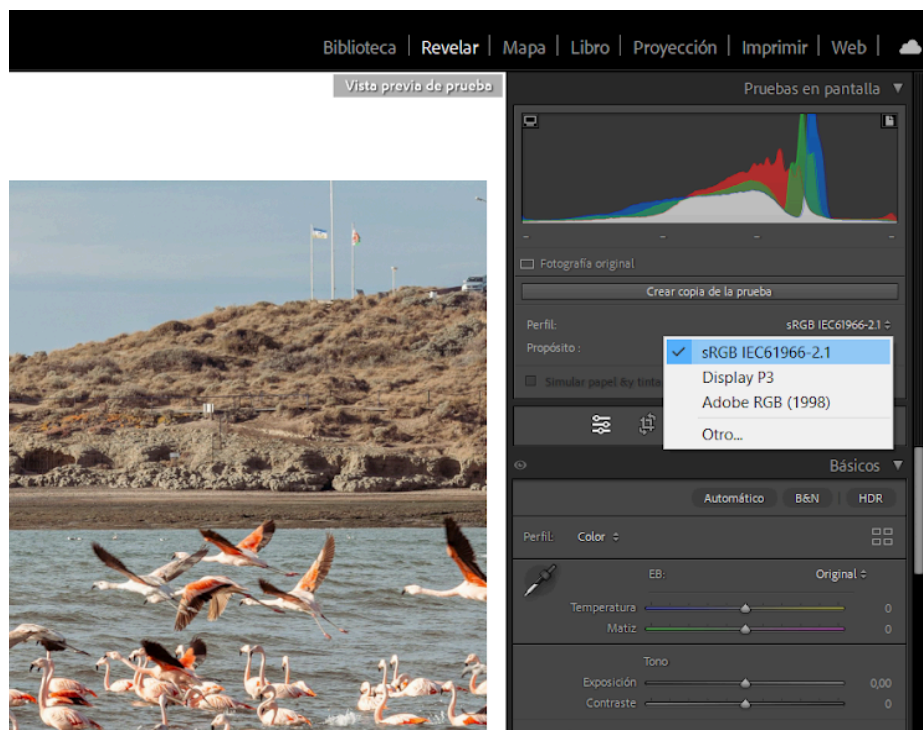 Biblioteca | Revelar | Mapa | Libro | Proyección | Imprimir | Web |
Vista previa de prueba
Pruebas en pantalla
Fotografía original
Crear copia de la prueba
Perfil: sRGB IEC61966-2.1
Propósito :
sRGB IEC61966-2.1
Display P3
Adobe RGB (1998)
Otro...
Simular papel &y tinta
Básicos
Automático B&N HDR
Perfil: Color
EB: Original
Temperatura 0
Matiz 0
Tono
Exposición 0,00
Contraste 0